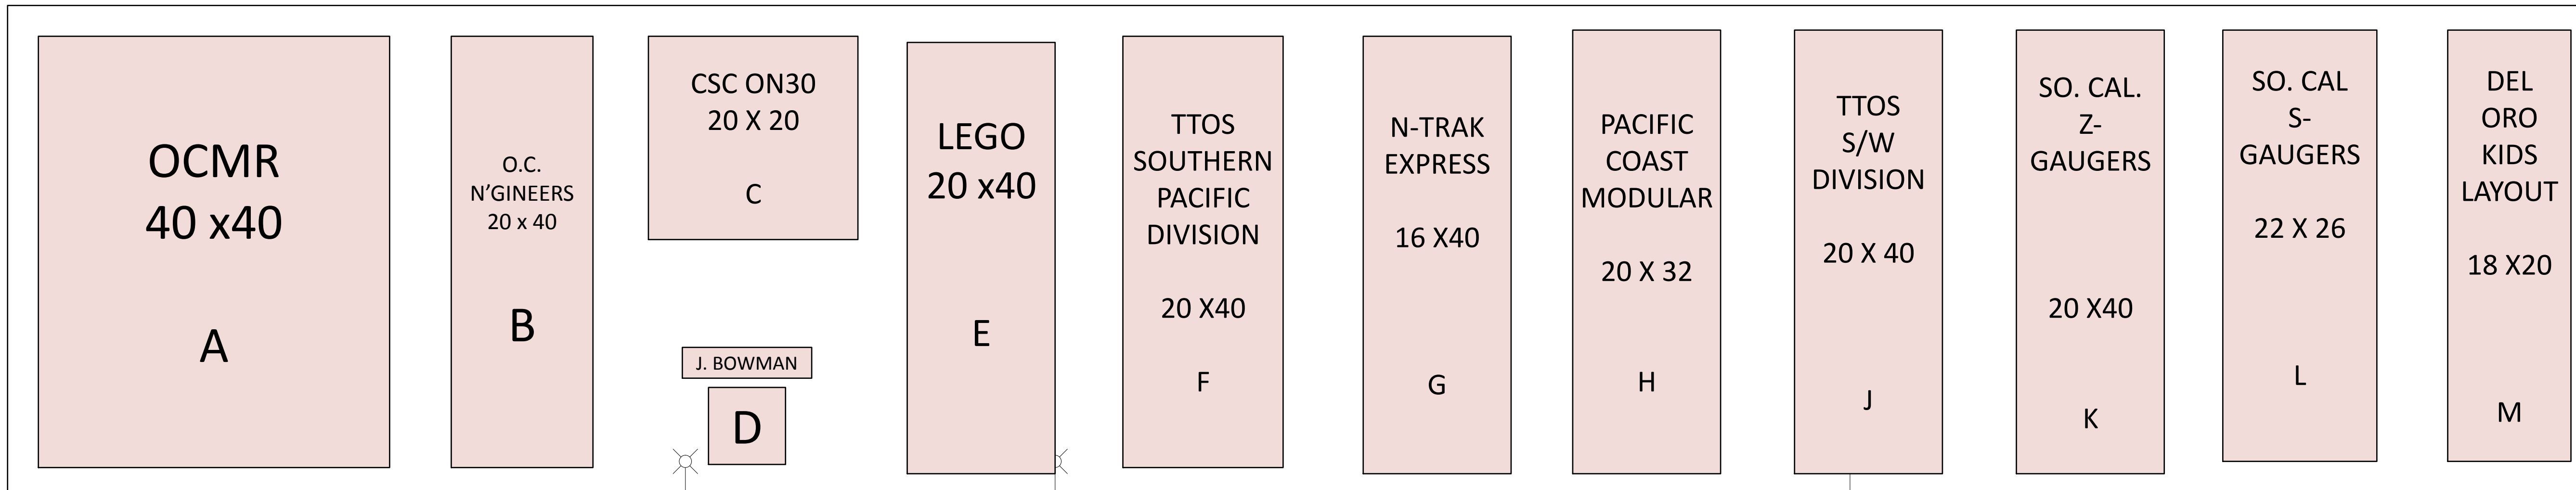 OCMR
40 x40
A
O.C.
N’GINEERS
20 x 40
B
CSC ON30
20 X 20
C
J. BOWMAN
D
LEGO
20 x40
E
TTOS
SOUTHERN
PACIFIC
DIVISION
20 X40
F
N-TRAK
EXPRESS
16 X40
G
PACIFIC
COAST
MODULAR
20 X 32
H
TTOS
S/W
DIVISION
20 X 40
J
SO. CAL.
Z-
GAUGERS
20 X40
K
SO. CAL
S-
GAUGERS
22 X 26
L
DEL
ORO
KIDS
LAYOUT
18 X20
M